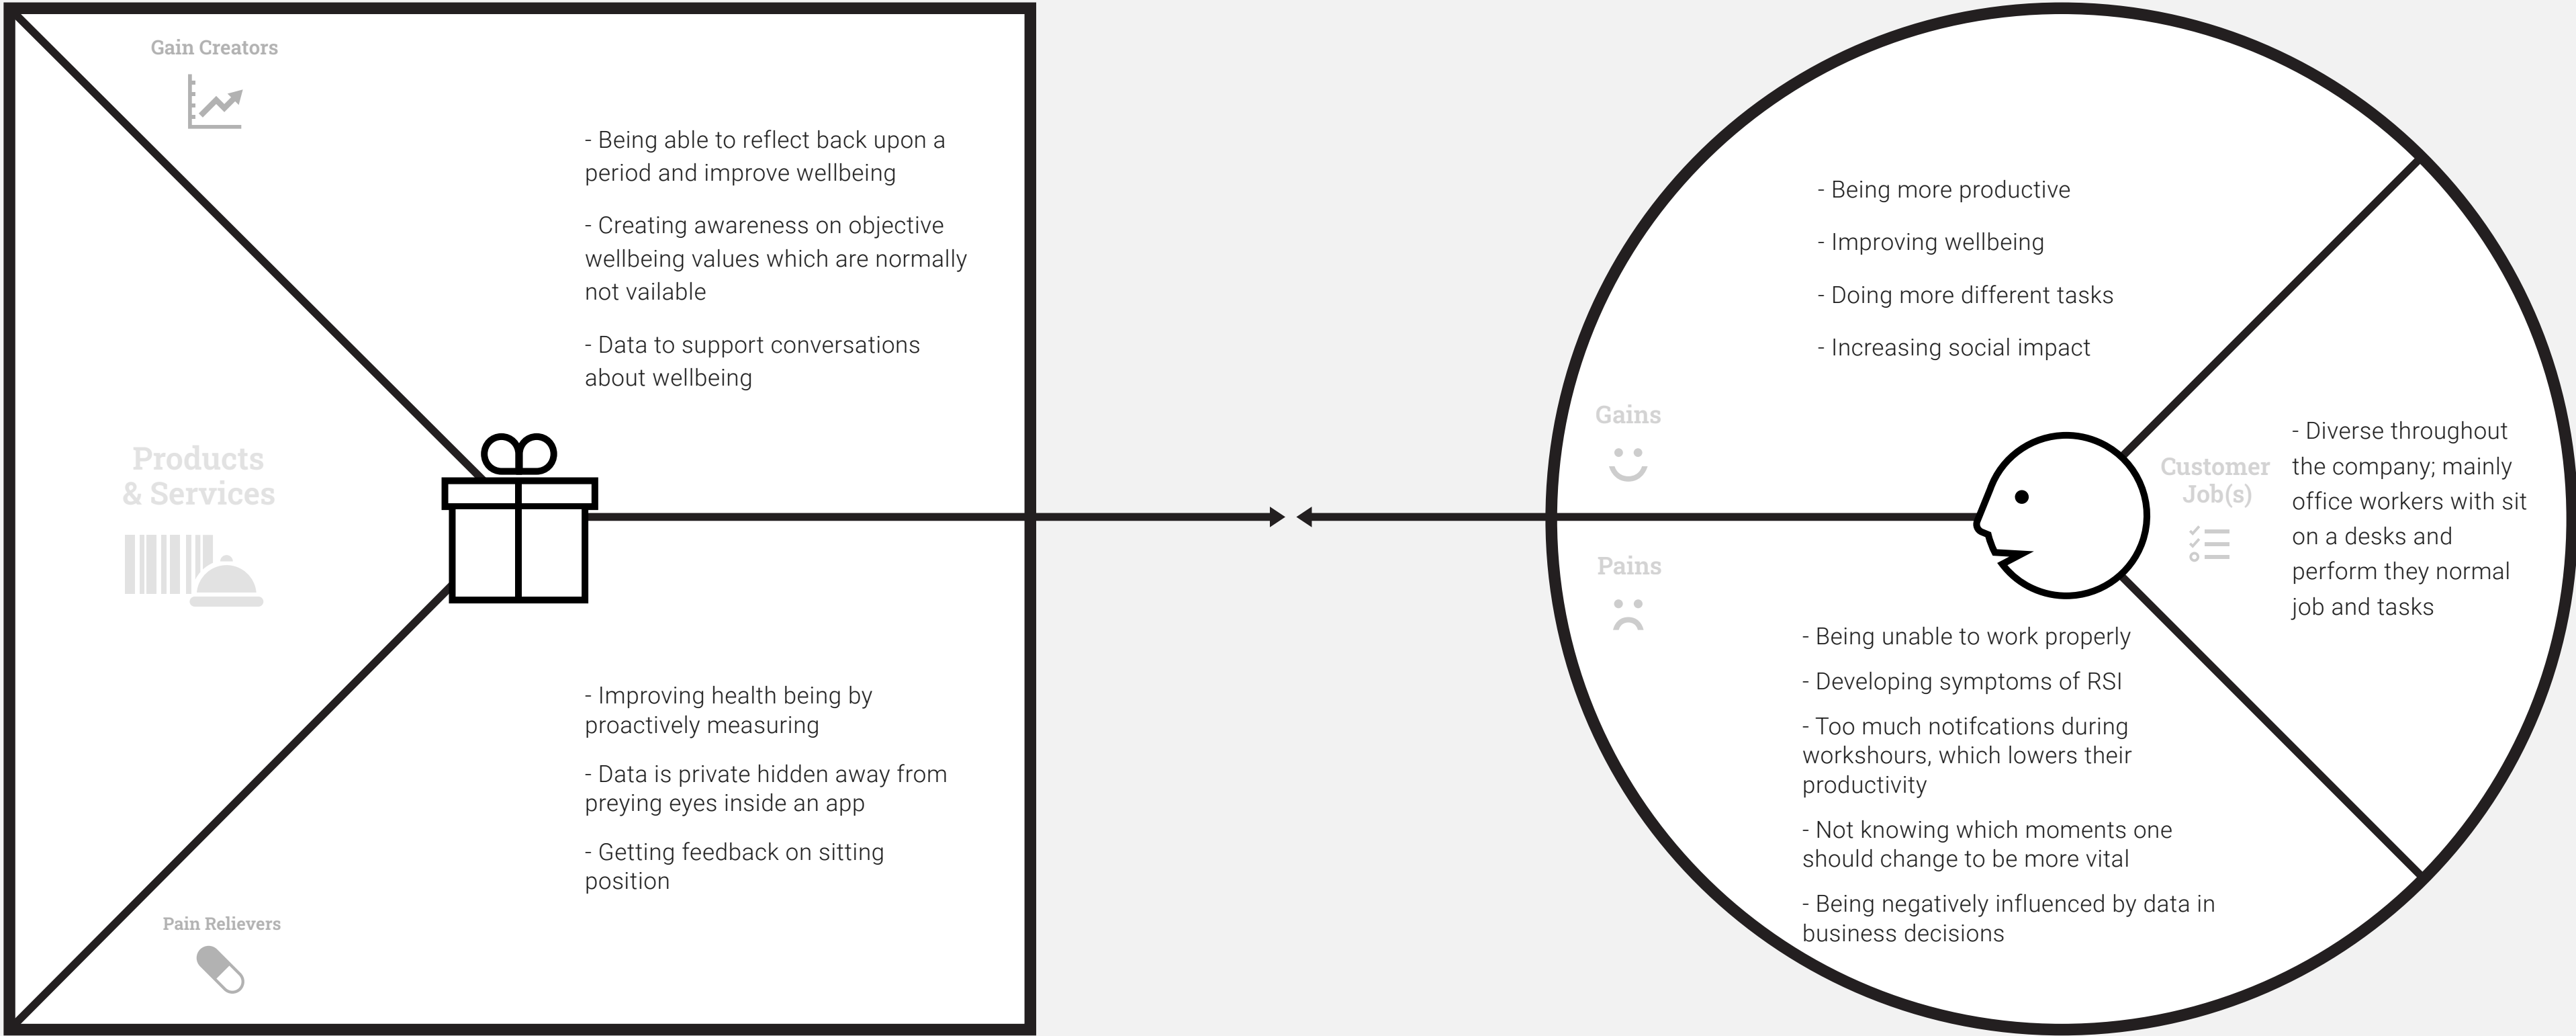 Gain Creators
- Being able to reflect back upon a
period and improve wellbeing
- Creating awareness on objective
wellbeing values which are normally
not vailable
- Data to support conversations
about wellbeing
Products
& Services
- Improving health being by
proactively measuring
- Data is private hidden away from
preying eyes inside an app
- Getting feedback on sitting
position
Pain Relievers
- Being more productive
- Improving wellbeing
- Doing more different tasks
- Increasing social impact
Gains
Customer
Job(s)
- Diverse throughout
the company; mainly
office workers with sit
on a desks and
perform they normal
job and tasks
Pains
- Being unable to work properly
- Developing symptoms of RSI
- Too much notifcations during
workshours, which lowers their
productivity
- Not knowing which moments one
should change to be more vital
- Being negatively influenced by data in
business decisions